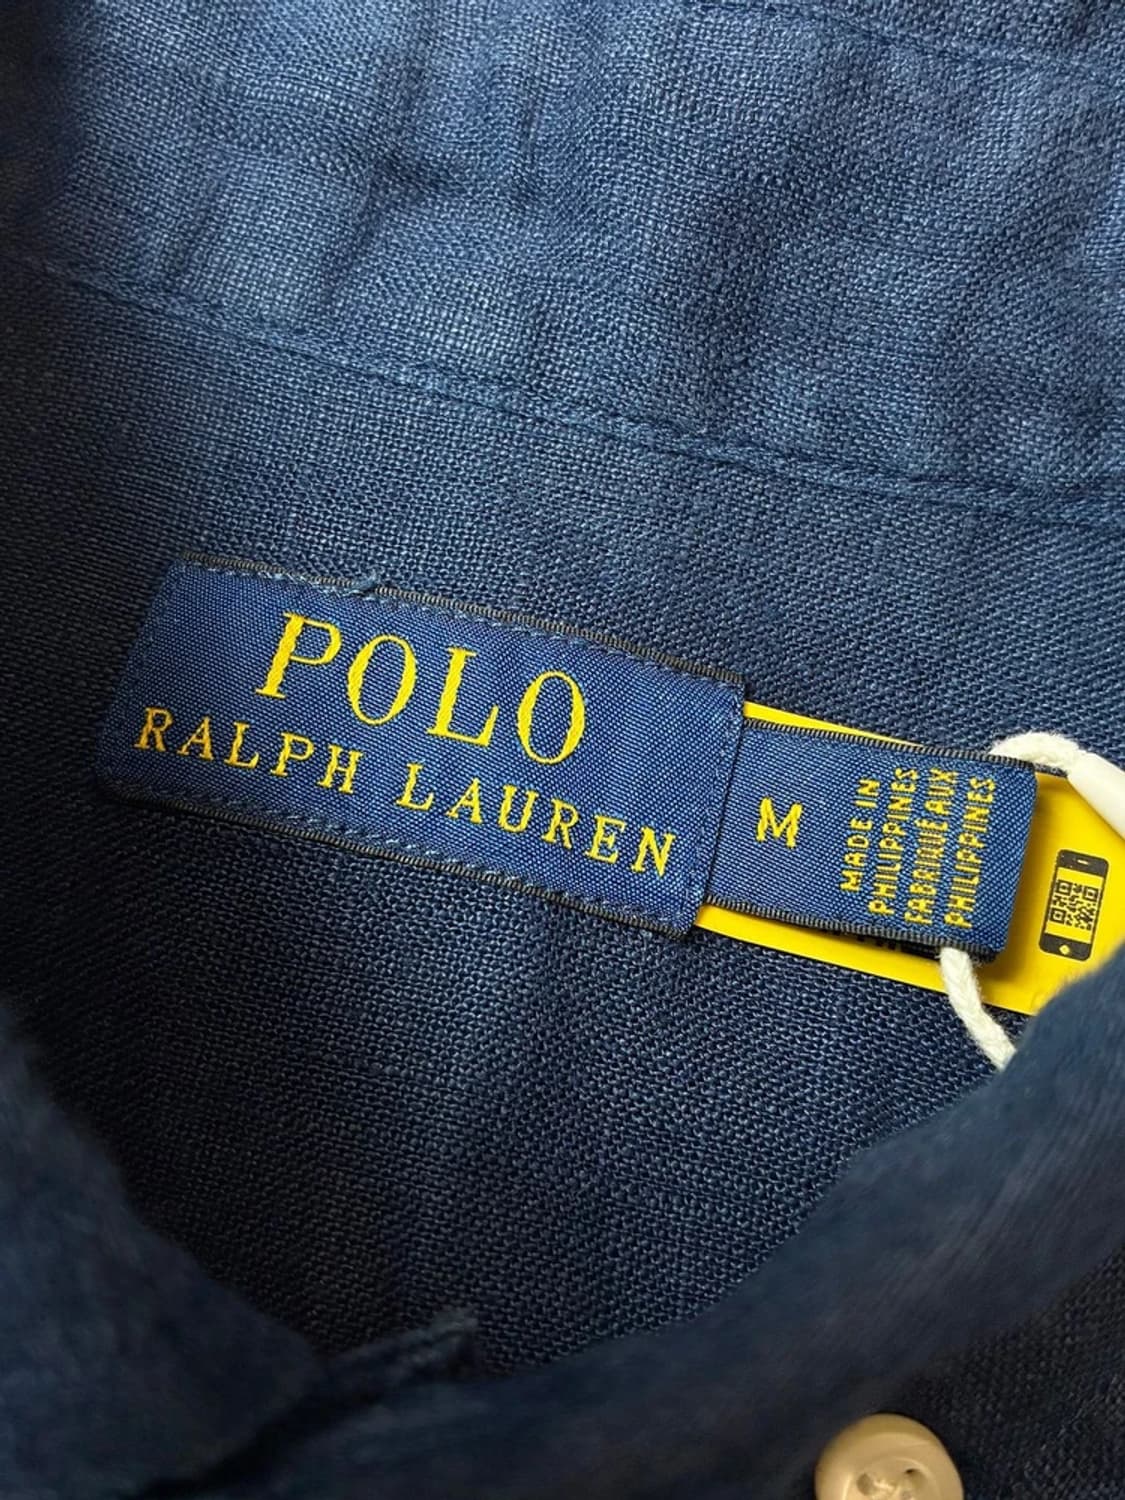 POLO
RALPH LAUREN
M
MADE IN
PHILIPPINES
FABRIQUÉ AUX
PHILIPPINES